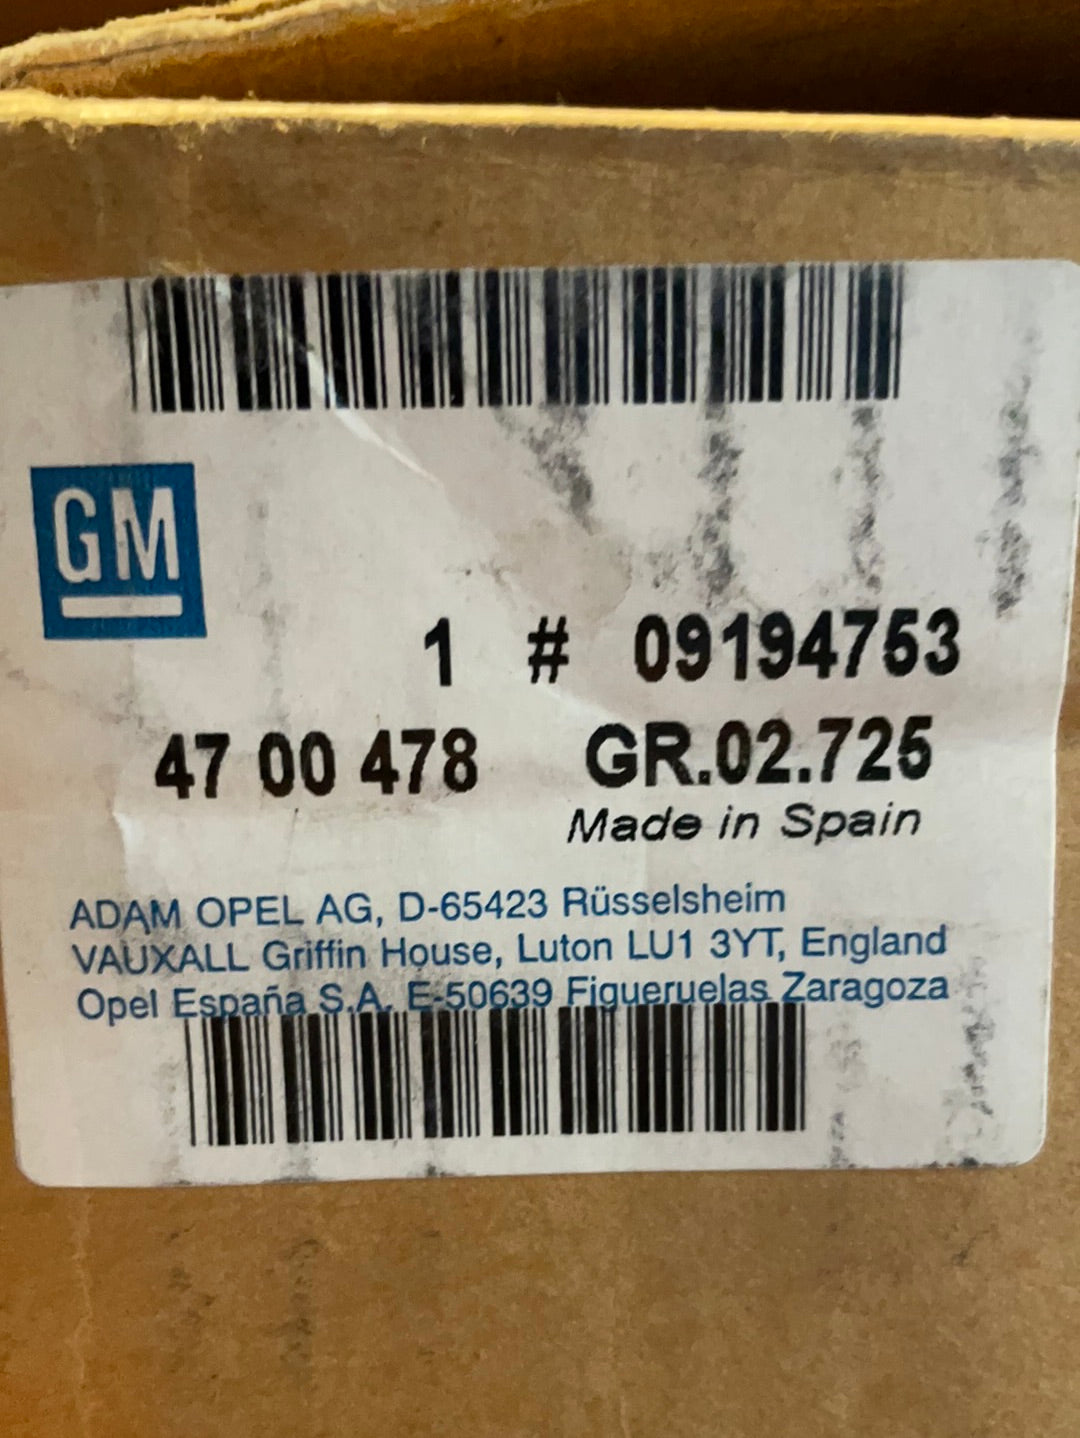 GM
1 # 09194753
47 00 478 GR.02.725
Made in Spain
ADAM OPEL AG, D-65423 Rüsselsheim
VAUXALL Griffin House, Luton LU1 3YT, England
Opel España S.A. E-50639 Figueruelas Zaragoza